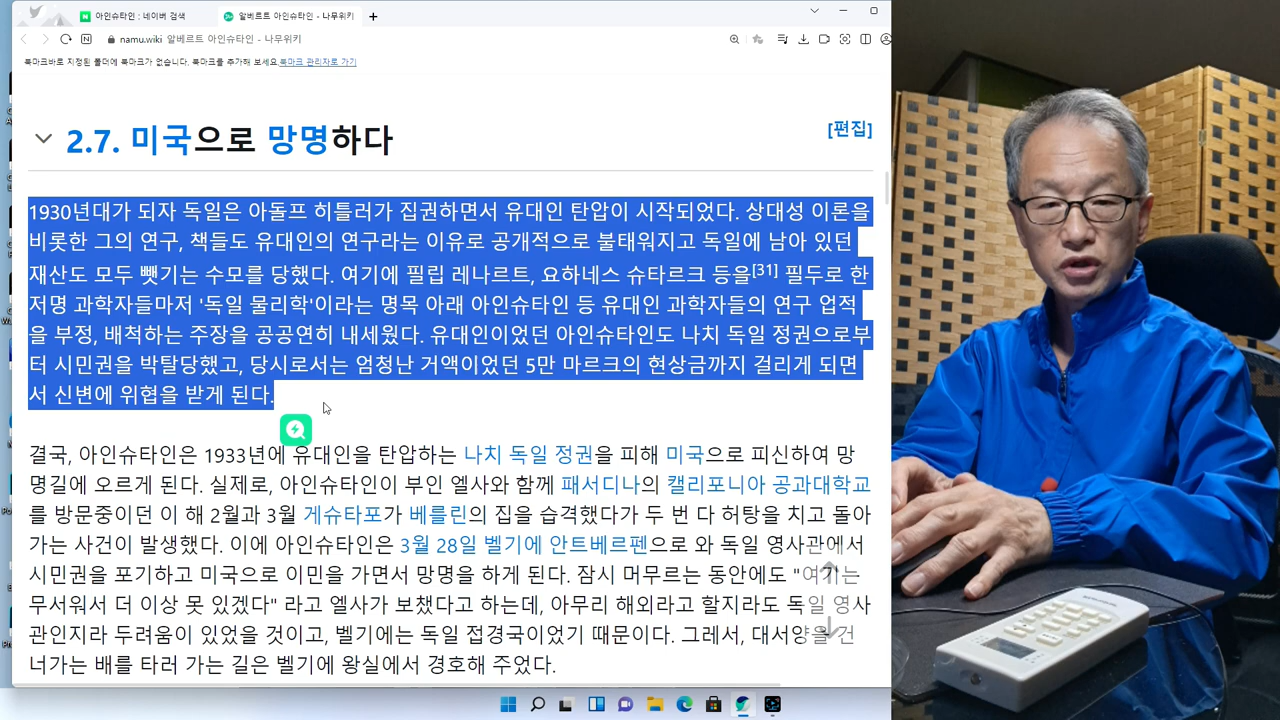 아인슈타인 : 네이버 검색
알베르트 아인슈타인 - 나무위키
namu.wiki 알베르트 아인슈타인 - 나무위키
북마크바로 지정된 폴더에 북마크가 없습니다. 북마크를 추가해 보세요. 북마크 관리자로 가기
2.7. 미국으로 망명하다
[편집]
1930년대가 되자 독일은 아돌프 히틀러가 집권하면서 유대인 탄압이 시작되었다. 상대성 이론을
비롯한 그의 연구, 책들도 유대인의 연구라는 이유로 공개적으로 불태워지고 독일에 남아 있던
재산도 모두 뺏기는 수모를 당했다. 여기에 필립 레나르트, 요하네스 슈타르크 등을[31] 필두로 한
저명 과학자들마저 '독일 물리학'이라는 명목 아래 아인슈타인 등 유대인 과학자들의 연구 업적
을 부정, 배척하는 주장을 공공연히 내세웠다. 유대인이었던 아인슈타인도 나치 독일 정권으로부
터 시민권을 박탈당했고, 당시로서는 엄청난 거액이었던 5만 마르크의 현상금까지 걸리게 되면
서 신변에 위협을 받게 된다.
결국, 아인슈타인은 1933년에 유대인을 탄압하는 나치 독일 정권을 피해 미국으로 피신하여 망
명길에 오르게 된다. 실제로, 아인슈타인이 부인 엘사와 함께 패서디나의 캘리포니아 공과대학교
를 방문중이던 이 해 2월과 3월 게슈타포가 베를린의 집을 습격했다가 두 번 다 허탕을 치고 돌아
가는 사건이 발생했다. 이에 아인슈타인은 3월 28일 벨기에 안트베르펜으로 와 독일 영사관에서
시민권을 포기하고 미국으로 이민을 가면서 망명을 하게 된다. 잠시 머무르는 동안에도 "여기는
무서워서 더 이상 못 있겠다" 라고 엘사가 보챘다고 하는데, 아무리 해외라고 할지라도 독일 영사
관인지라 두려움이 있었을 것이고, 벨기에는 독일 접경국이었기 때문이다. 그레서, 대서양을 건
너가는 배를 타러 가는 길은 벨기에 왕실에서 경호해 주었다.